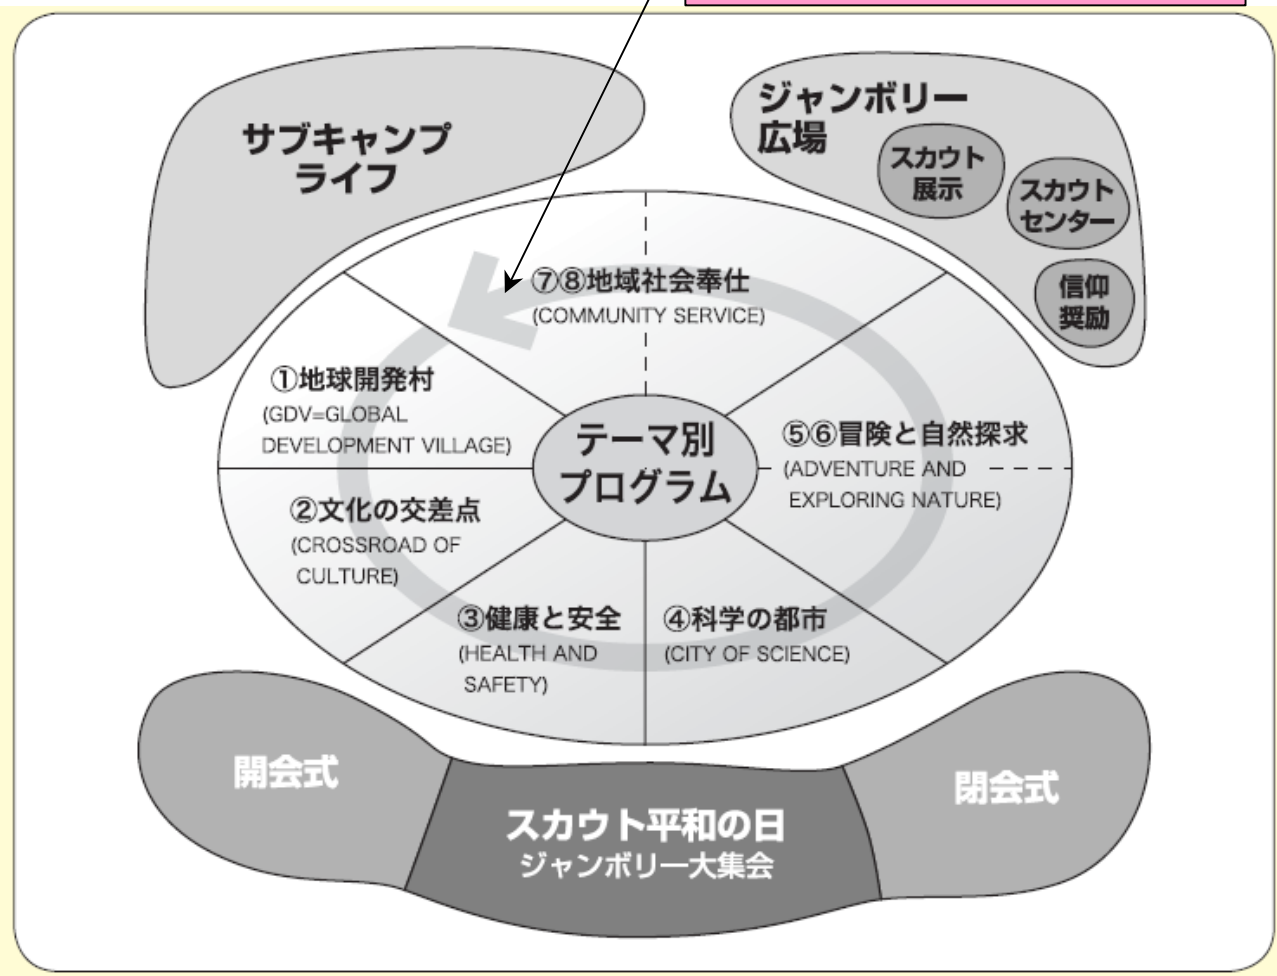 サブキャンプ
ライフ
ジャンボリー
広場
スカウト
展示
スカウト
センター
信仰
奨励
⑦⑧地域社会奉仕
(COMMUNITY SERVICE)
①地球開発村
(GDV=GLOBAL
DEVELOPMENT VILLAGE)
テーマ別
プログラム
⑤⑥冒険と自然探求
(ADVENTURE AND
EXPLORING NATURE)
②文化の交差点
(CROSSROAD OF
CULTURE)
③健康と安全
(HEALTH AND
SAFETY)
④科学の都市
(CITY OF SCIENCE)
開会式
スカウト平和の日
ジャンボリー大集会
閉会式